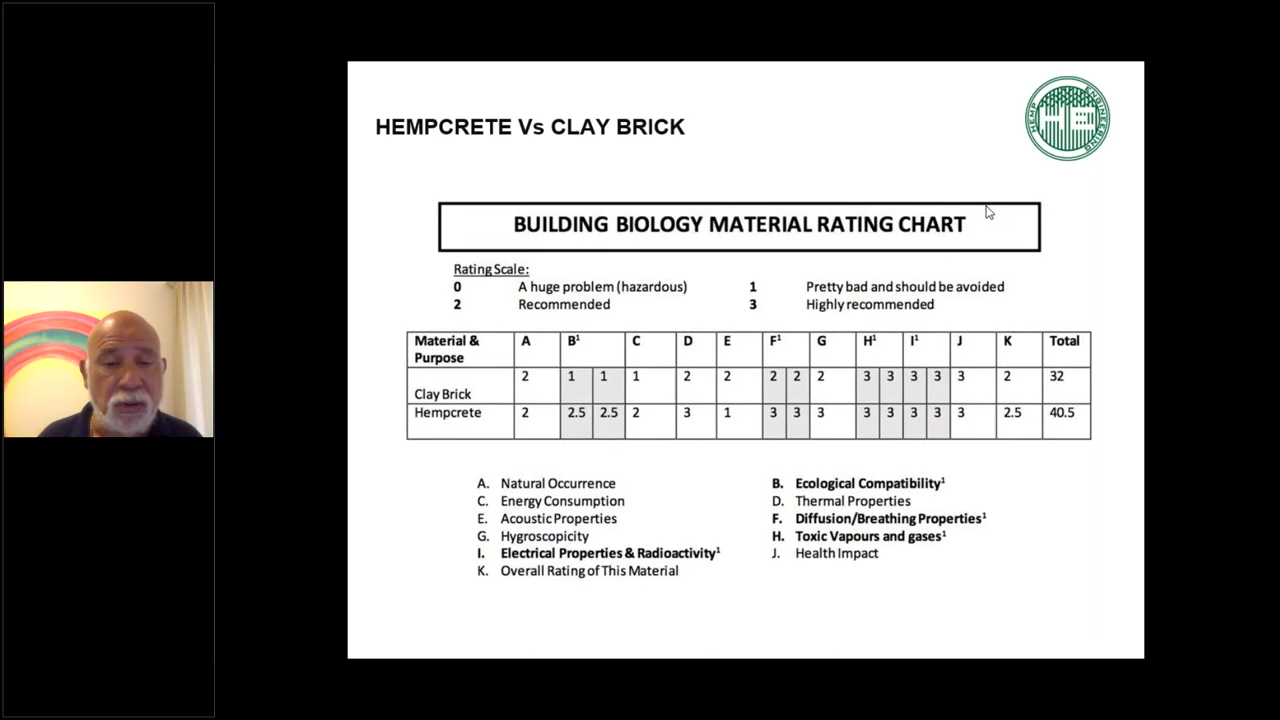 HEMPCRETE Vs CLAY BRICK
HEMP ENGINEERING
HE
BUILDING BIOLOGY MATERIAL RATING CHART
Rating Scale:
0 A huge problem (hazardous) 1 Pretty bad and should be avoided
2 Recommended 3 Highly recommended
Material & Purpose A B¹ C D E F¹ G H¹ I¹ J K Total
Clay Brick 2 1 1 1 2 2 2 2 2 3 3 3 3 3 2 32
Hempcrete 2 2.5 2.5 2 3 1 3 3 3 3 3 3 3 3 2.5 40.5
A. Natural Occurrence B. Ecological Compatibility¹
C. Energy Consumption D. Thermal Properties
E. Acoustic Properties F. Diffusion/Breathing Properties¹
G. Hygroscopicity H. Toxic Vapours and gases¹
I. Electrical Properties & Radioactivity¹ J. Health Impact
K. Overall Rating of This Material